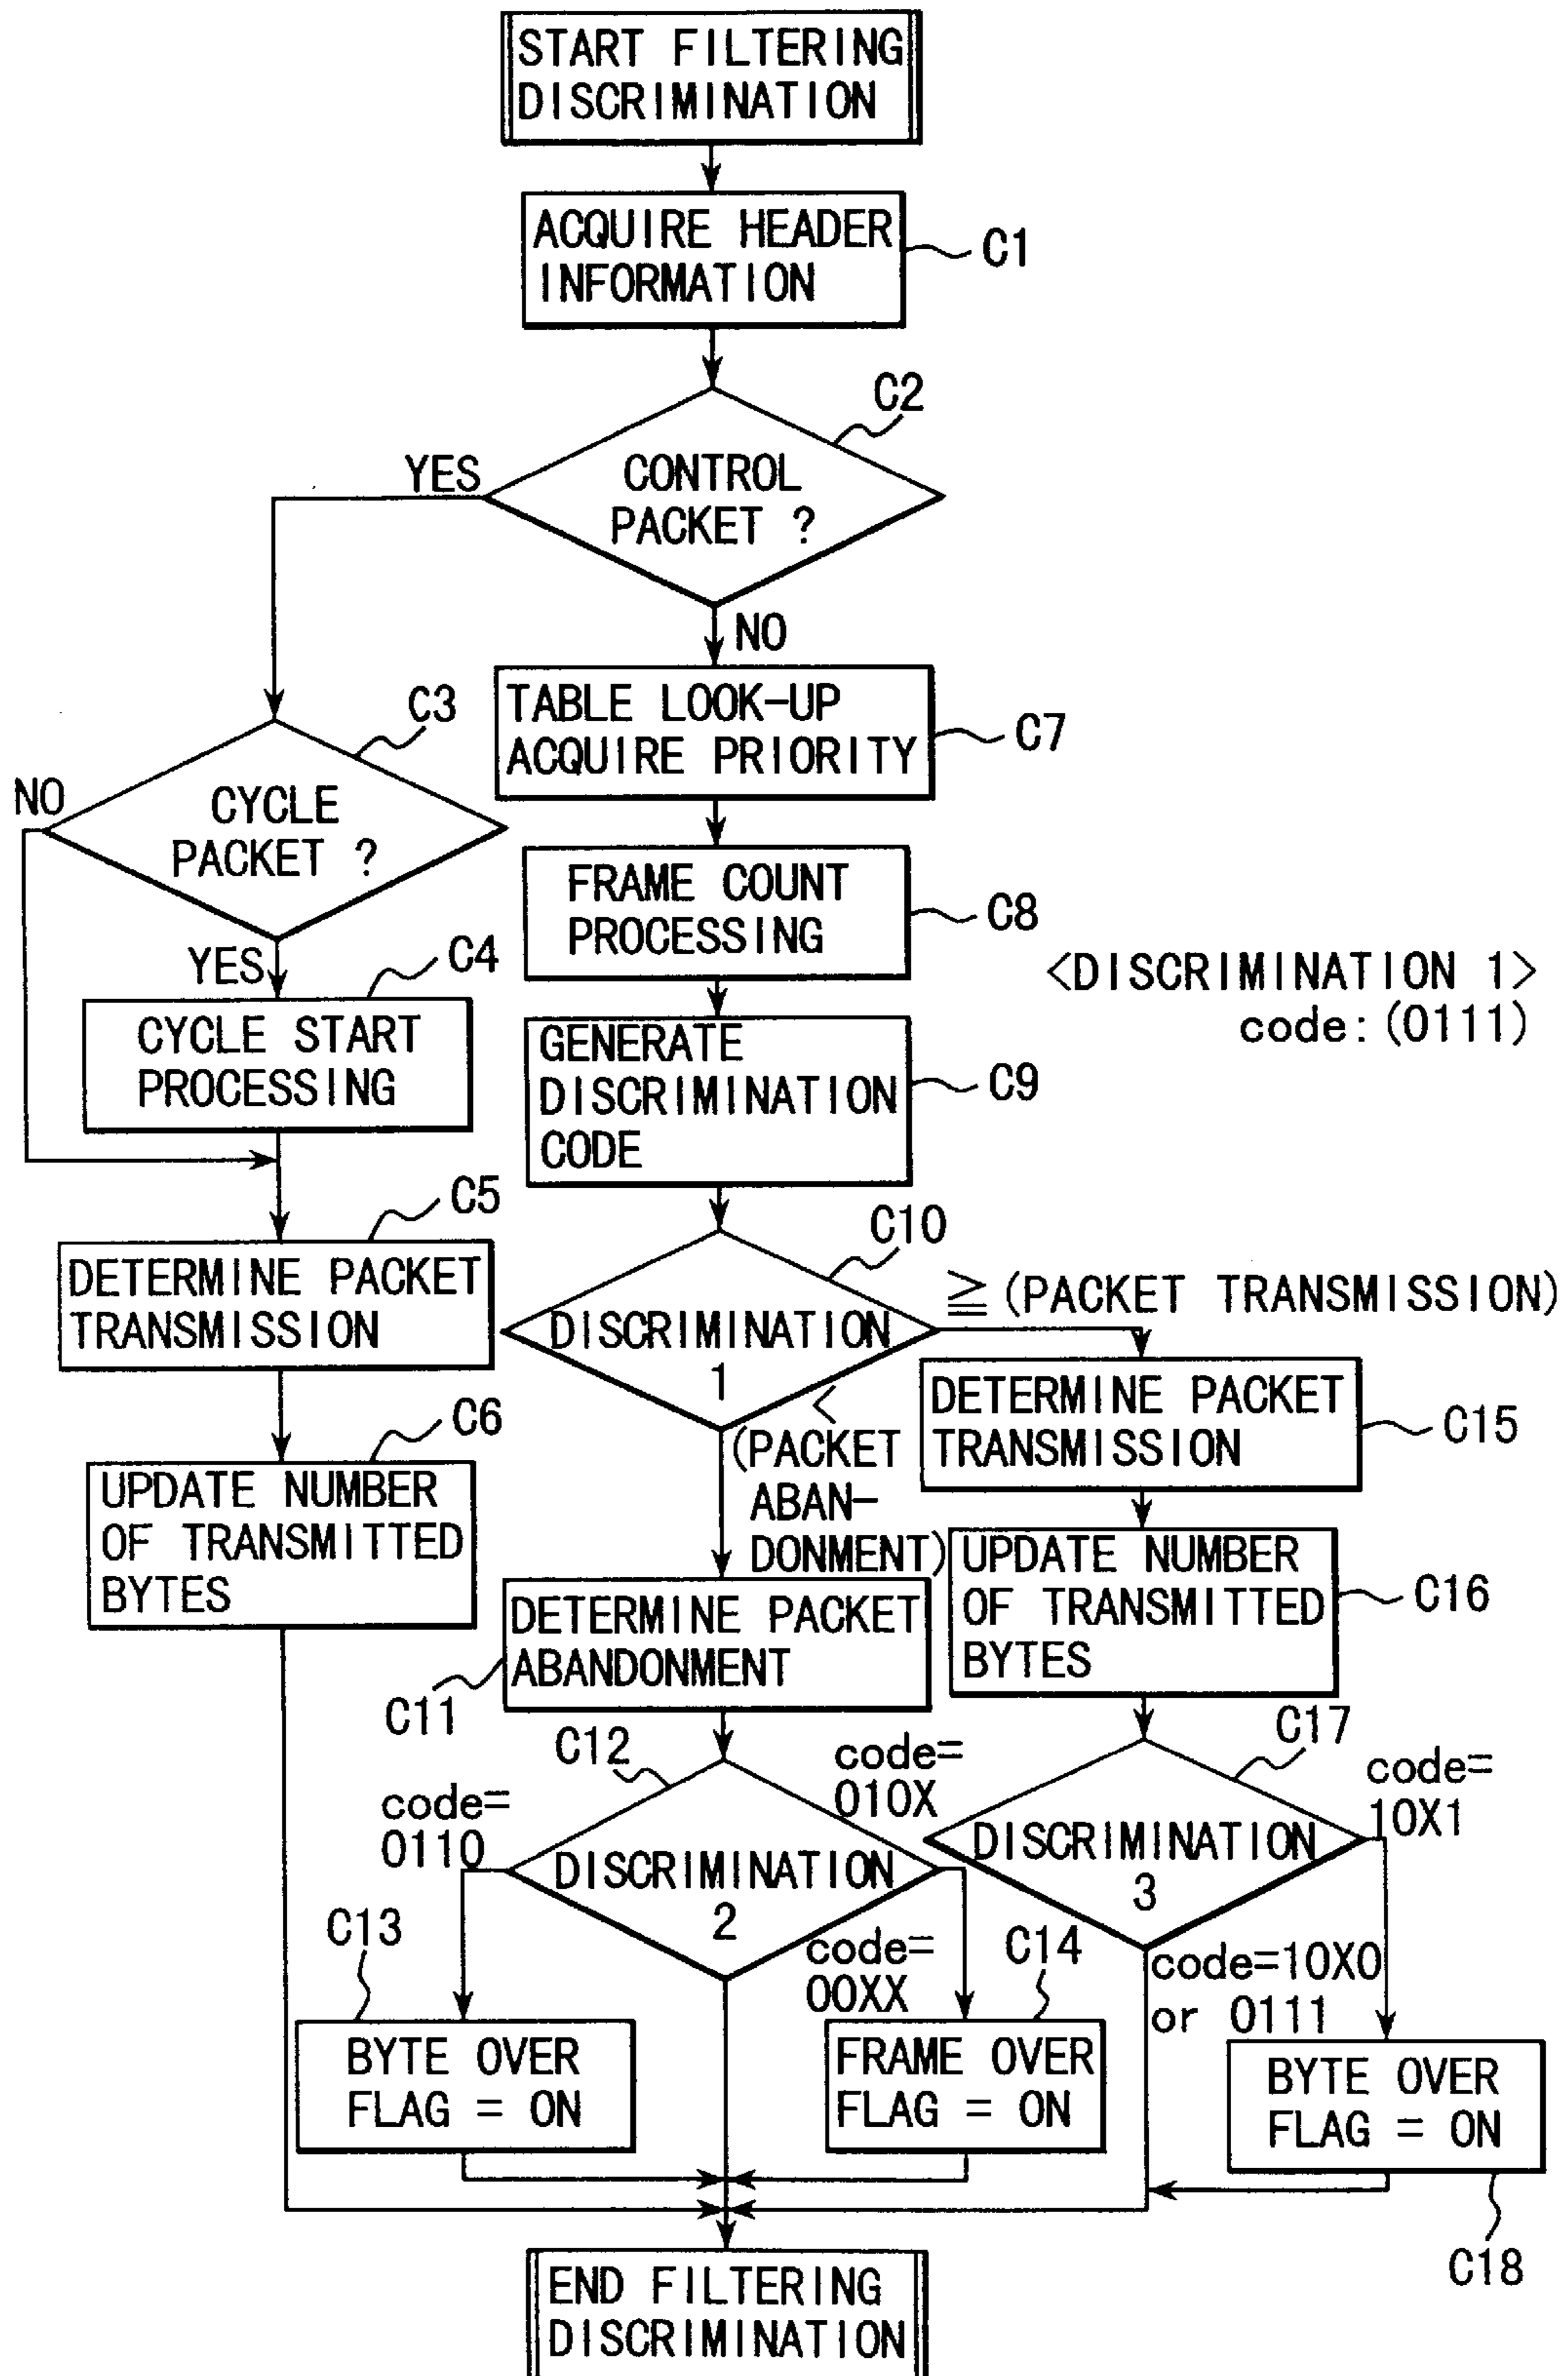 START FILTERING
DISCRIMINATION
ACQUIRE HEADER
INFORMATION
C1
C2
YES
CONTROL
PACKET ?
NO
C3
TABLE LOOK-UP
ACQUIRE PRIORITY
C7
NO
CYCLE
PACKET ?
FRAME COUNT
PROCESSING
C8
YES
C4
<DISCRIMINATION 1>
code:(0111)
CYCLE START
PROCESSING
GENERATE
DISCRIMINATION
CODE
C9
C5
C10
DETERMINE PACKET
TRANSMISSION
≧(PACKET TRANSMISSION)
DISCRIMINATION
1
<
(PACKET
ABAN-
DONMENT)
DETERMINE PACKET
TRANSMISSION
C15
C6
UPDATE NUMBER
OF TRANSMITTED
BYTES
UPDATE NUMBER
OF TRANSMITTED
BYTES
C16
DETERMINE PACKET
ABANDONMENT
C11
C12
C17
code=
0110
code=
010X
code=
10X1
DISCRIMINATION
2
DISCRIMINATION
3
C13
code=
00XX
C14
code=10X0
or 0111
BYTE OVER
FLAG = ON
FRAME OVER
FLAG = ON
BYTE OVER
FLAG = ON
C18
END FILTERING
DISCRIMINATION